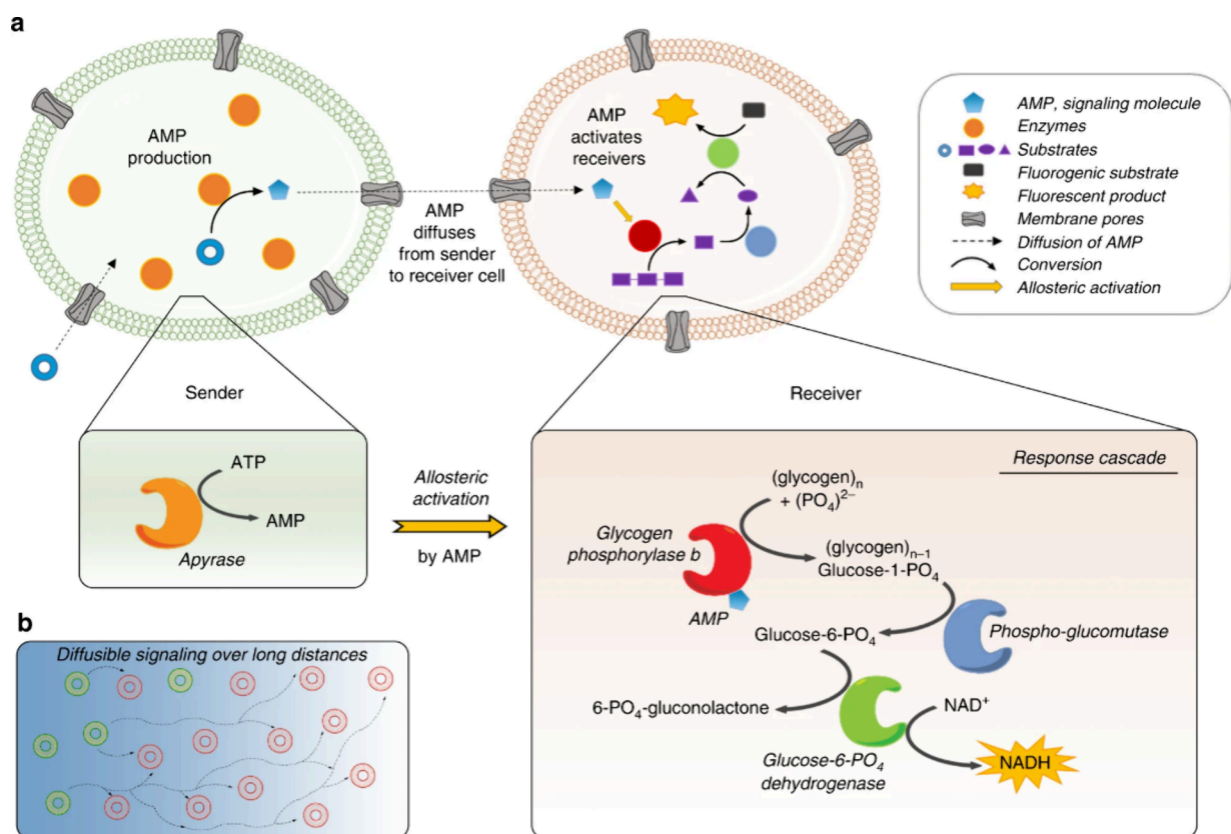 a
AMP
production
AMP
diffuses
from sender
to receiver cell
AMP
activates
receivers
AMP, signaling molecule
Enzymes
Substrates
Fluorogenic substrate
Fluorescent product
Membrane pores
Diffusion of AMP
Conversion
Allosteric activation
Sender
Receiver
ATP
AMP
Apyrase
Allosteric
activation
by AMP
Response cascade
(glycogen)n
+ (PO4)2–
Glycogen
phosphorylase b
AMP
(glycogen)n–1
Glucose-1-PO4
Phospho-glucomutase
Glucose-6-PO4
6-PO4-gluconolactone
NAD+
Glucose-6-PO4
dehydrogenase
NADH
b
Diffusible signaling over long distances